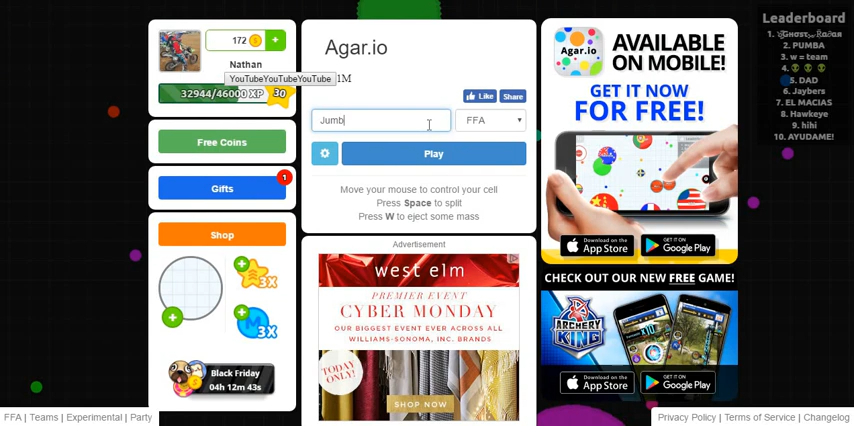 172
Nathan
YouTubeYouTubeYouTube
32944/46000 XP
30
Free Coins
Gifts
1
Shop
3X
3X
Black Friday
04h 12m 43s
Agar.io
1M
Like
Share
Jumb
FFA
Play
Move your mouse to control your cell
Press Space to split
Press W to eject some mass
Advertisement
west elm
PREMIER EVENT
CYBER MONDAY
OUR BIGGEST EVENT EVER ACROSS ALL
WILLIAMS-SONOMA, INC. BRANDS
TODAY
ONLY!
SHOP NOW
Agar.io
AVAILABLE
ON MOBILE!
GET IT NOW
FOR FREE!
Download on the
App Store
GET IT ON
Google Play
CHECK OUT OUR NEW FREE GAME!
ARCHERY
KING
Download on the
App Store
GET IT ON
Google Play
Leaderboard
2. PUMBA
3. w = team
4.
5. DAD
6. Jaybers
7. EL MACIAS
8. Hawkeye
9. hihi
10. AYUDAME!
FFA | Teams | Experimental | Party
Privacy Policy | Terms of Service | Changelog